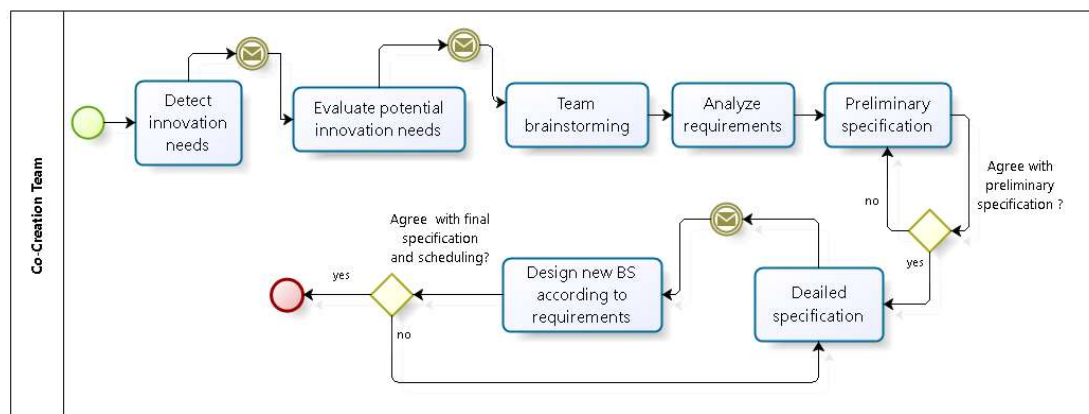 Co-Creation Team
Detect
innovation
needs
Evaluate potential
innovation needs
Team
brainstorming
Analyze
requirements
Preliminary
specification
Agree with
preliminary
specification ?
no
yes
Deailed
specification
Design new BS
according to
requirements
Agree with final
specification
and scheduling?
yes
no